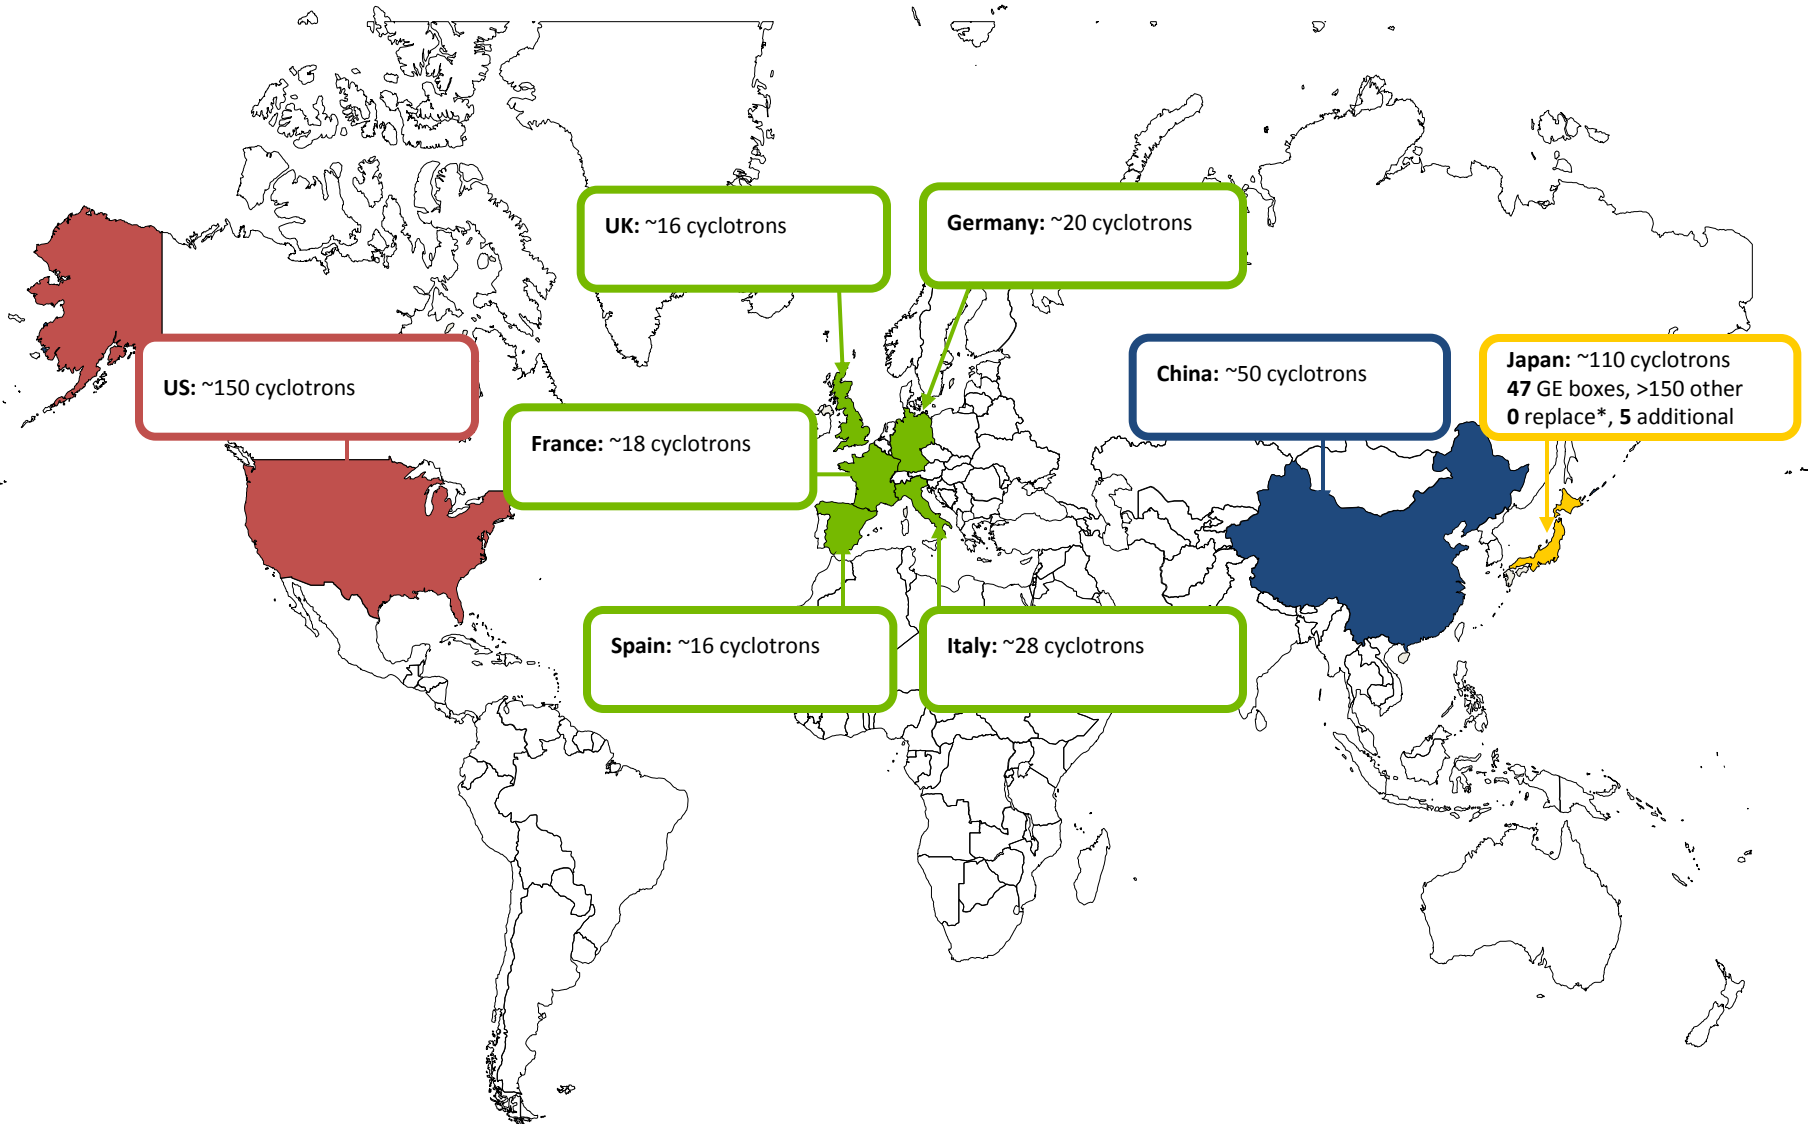 UK: ~16 cyclotrons
Germany: ~20 cyclotrons
US: ~150 cyclotrons
France: ~18 cyclotrons
China: ~50 cyclotrons
Japan: ~110 cyclotrons
47 GE boxes, >150 other
0 replace*, 5 additional
Spain: ~16 cyclotrons
Italy: ~28 cyclotrons